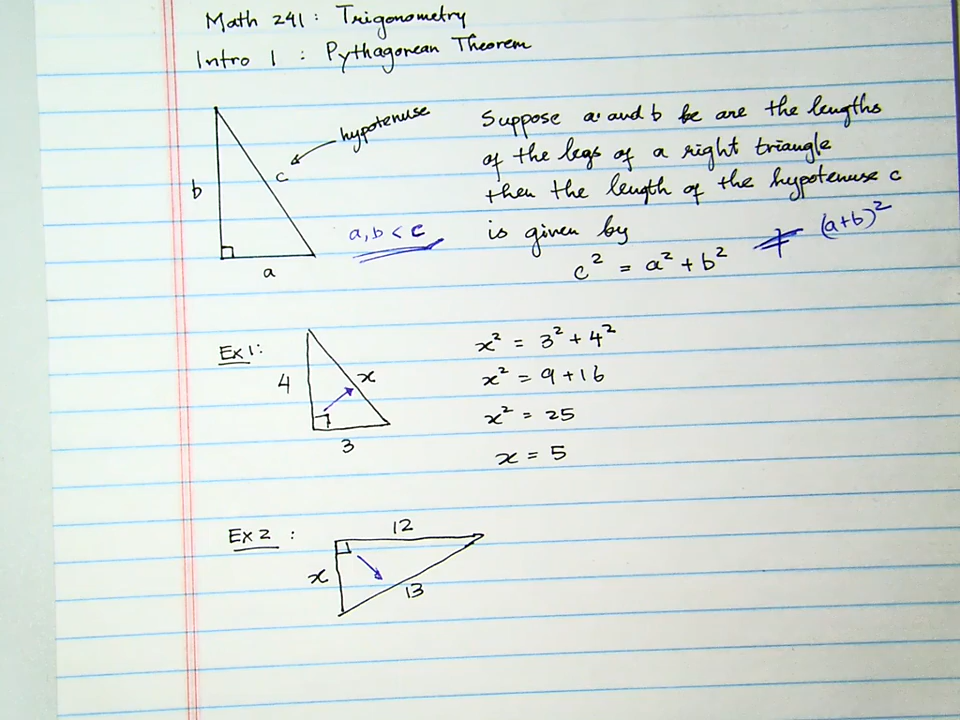 Math 241 : Trigonometry
Intro 1 : Pythagorean Theorem
hypotenuse
b
c
a
a, b < c
Suppose a and b be are the lengths
of the legs of a right triangle
then the length of the hypotenuse c
is given by
c² = a² + b² ≠ (a+b)²
Ex 1:
4
x
3
x² = 3² + 4²
x² = 9 + 16
x² = 25
x = 5
Ex 2 :
12
x
13